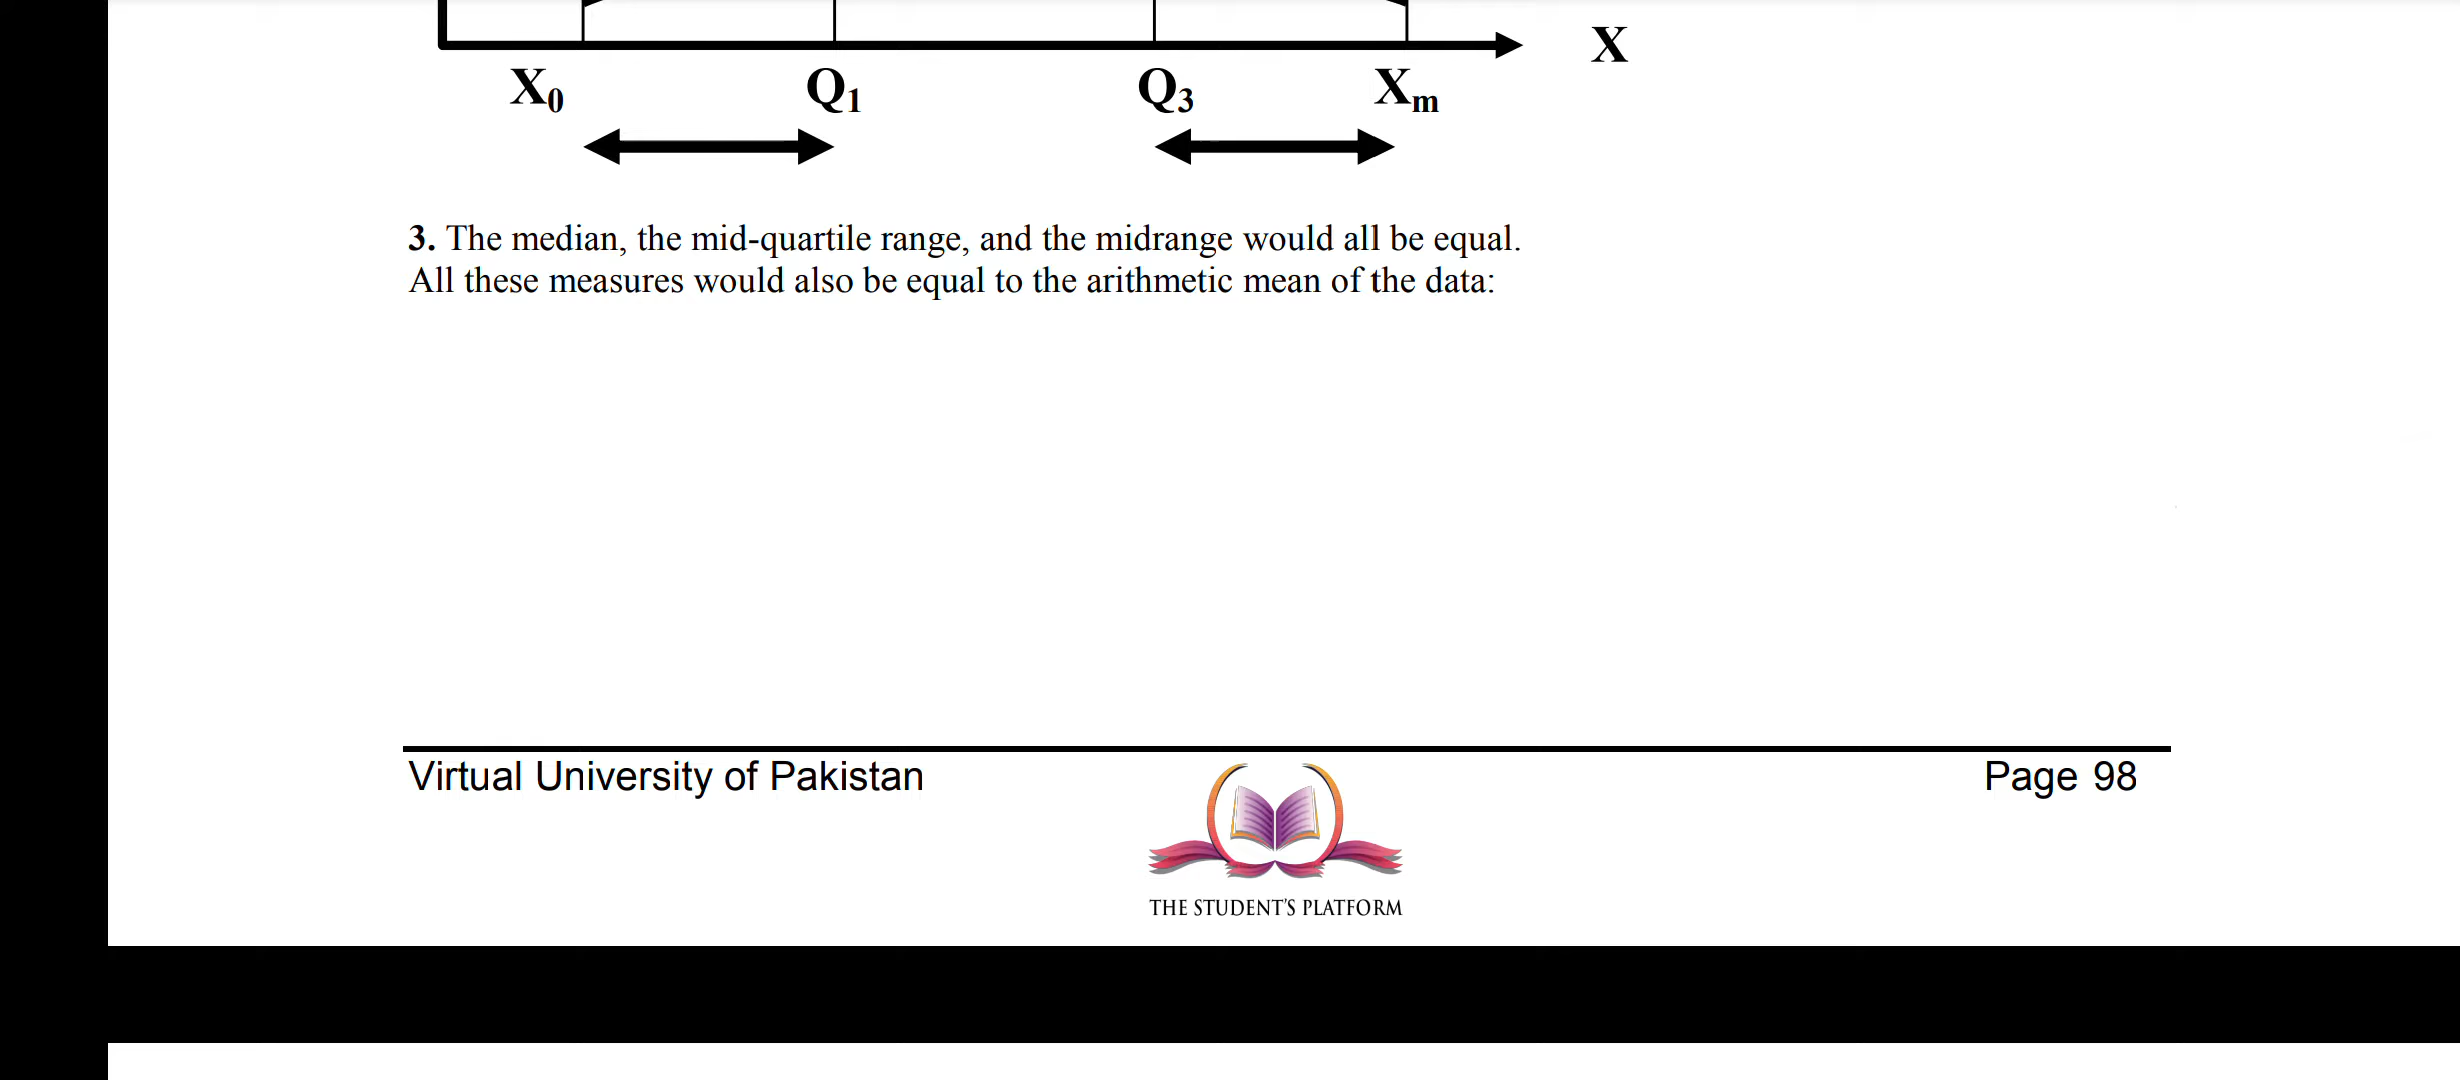 X
X0 Q1 Q3 Xm
3. The median, the mid-quartile range, and the midrange would all be equal.
All these measures would also be equal to the arithmetic mean of the data:
Virtual University of Pakistan Page 98
THE STUDENT'S PLATFORM